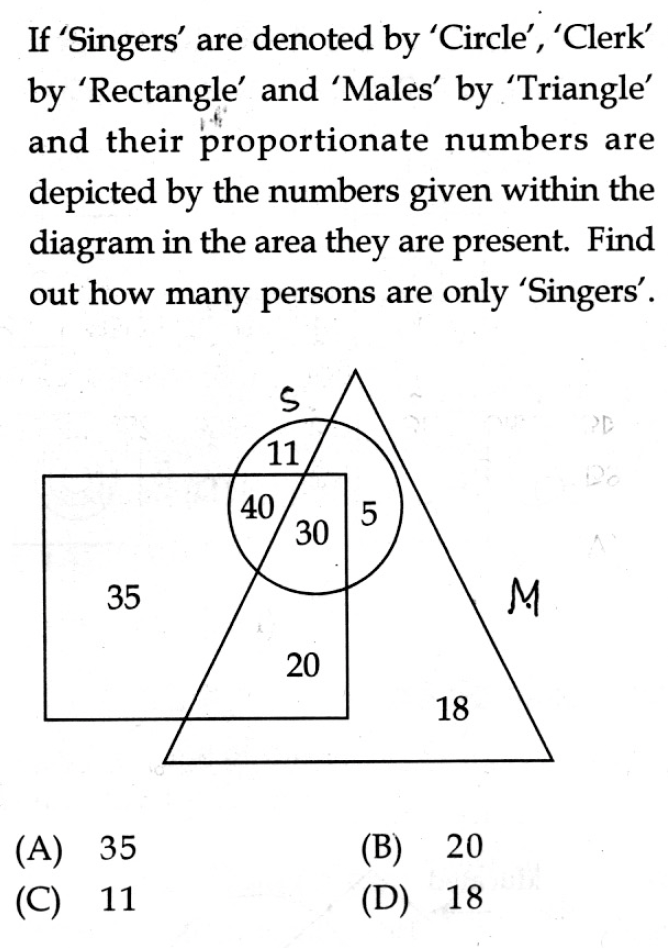 If ‘Singers’ are denoted by ‘Circle’, ‘Clerk’
by ‘Rectangle’ and ‘Males’ by ‘Triangle’
and their proportionate numbers are
depicted by the numbers given within the
diagram in the area they are present. Find
out how many persons are only ‘Singers’.
S
11
40
30
5
35
M
20
18
(A) 35
(B) 20
(C) 11
(D) 18